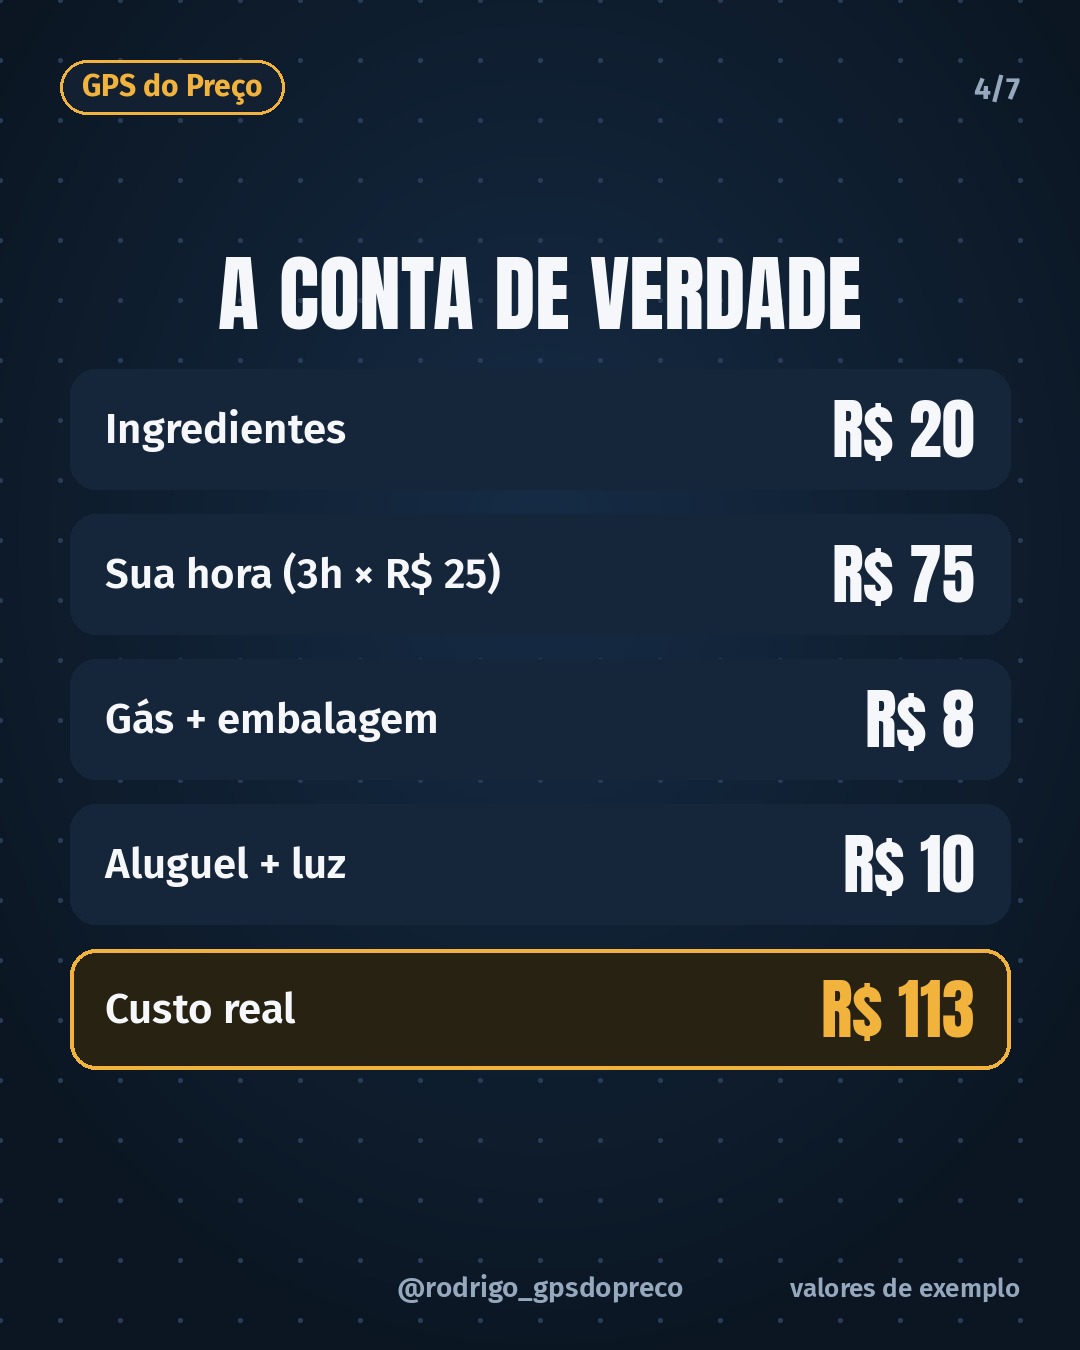 GPS do Preço
4/7
A CONTA DE VERDADE
Ingredientes R$ 20
Sua hora (3h × R$ 25) R$ 75
Gás + embalagem R$ 8
Aluguel + luz R$ 10
Custo real R$ 113
@rodrigo_gpsdopreco
valores de exemplo